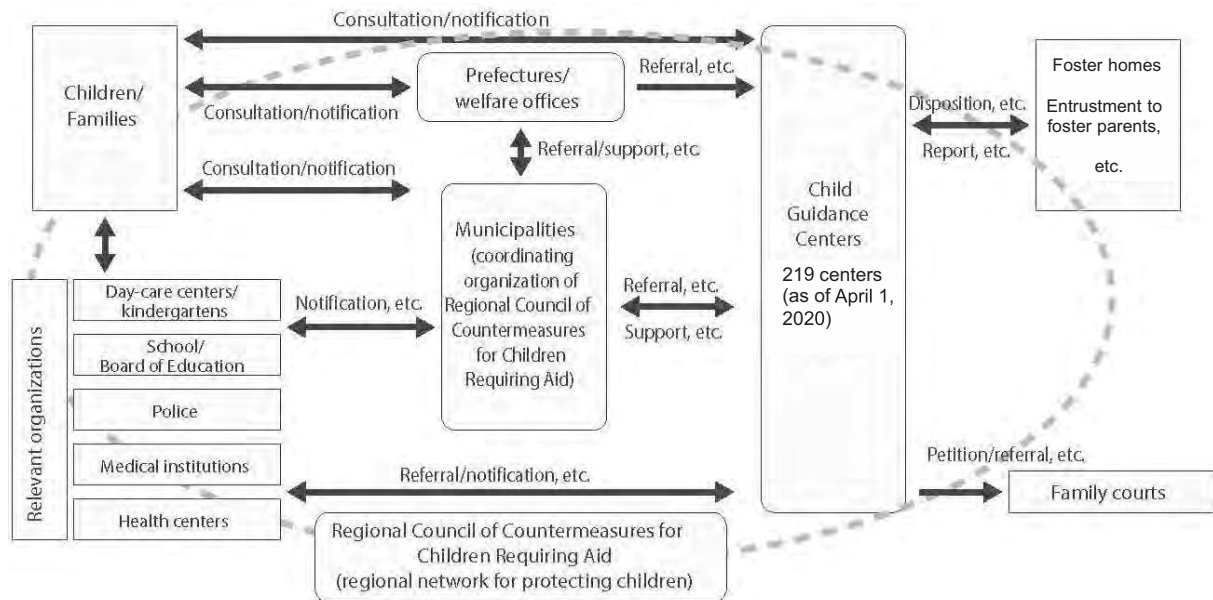 Consultation/notification
Children/
Families
Consultation/notification
Prefectures/
welfare offices
Referral, etc.
Referral/support, etc.
Consultation/notification
Child
Guidance
Centers
219 centers
(as of April 1,
2020)
Disposition, etc.
Report, etc.
Foster homes
Entrustment to
foster parents,
etc.
Relevant organizations
Day-care centers/
kindergartens
School/
Board of Education
Police
Medical institutions
Health centers
Notification, etc.
Municipalities
(coordinating
organization of
Regional Council of
Countermeasures
for Children
Requiring Aid)
Referral, etc.
Support, etc.
Referral/notification, etc.
Petition/referral, etc.
Family courts
Regional Council of Countermeasures for
Children Requiring Aid
(regional network for protecting children)